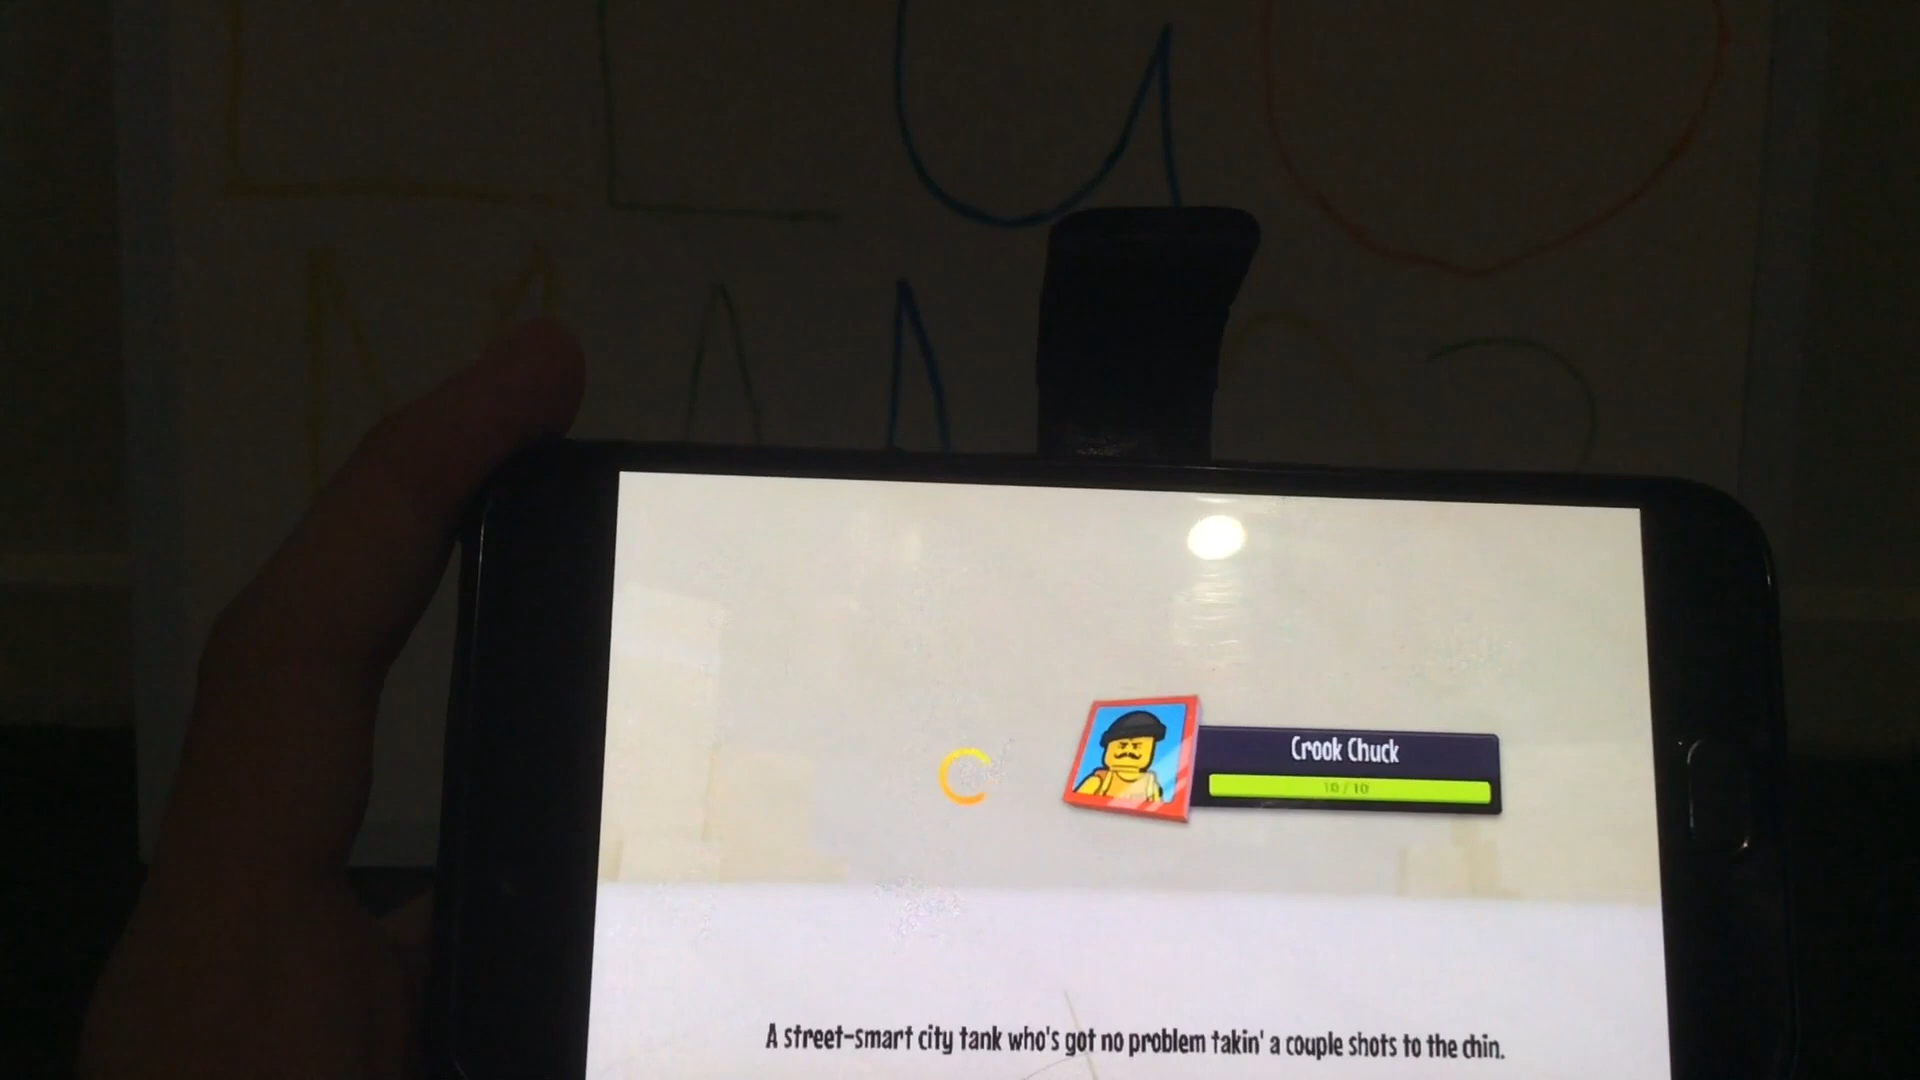 Crook Chuck
10 / 10
A street-smart city tank who's got no problem takin' a couple shots to the chin.